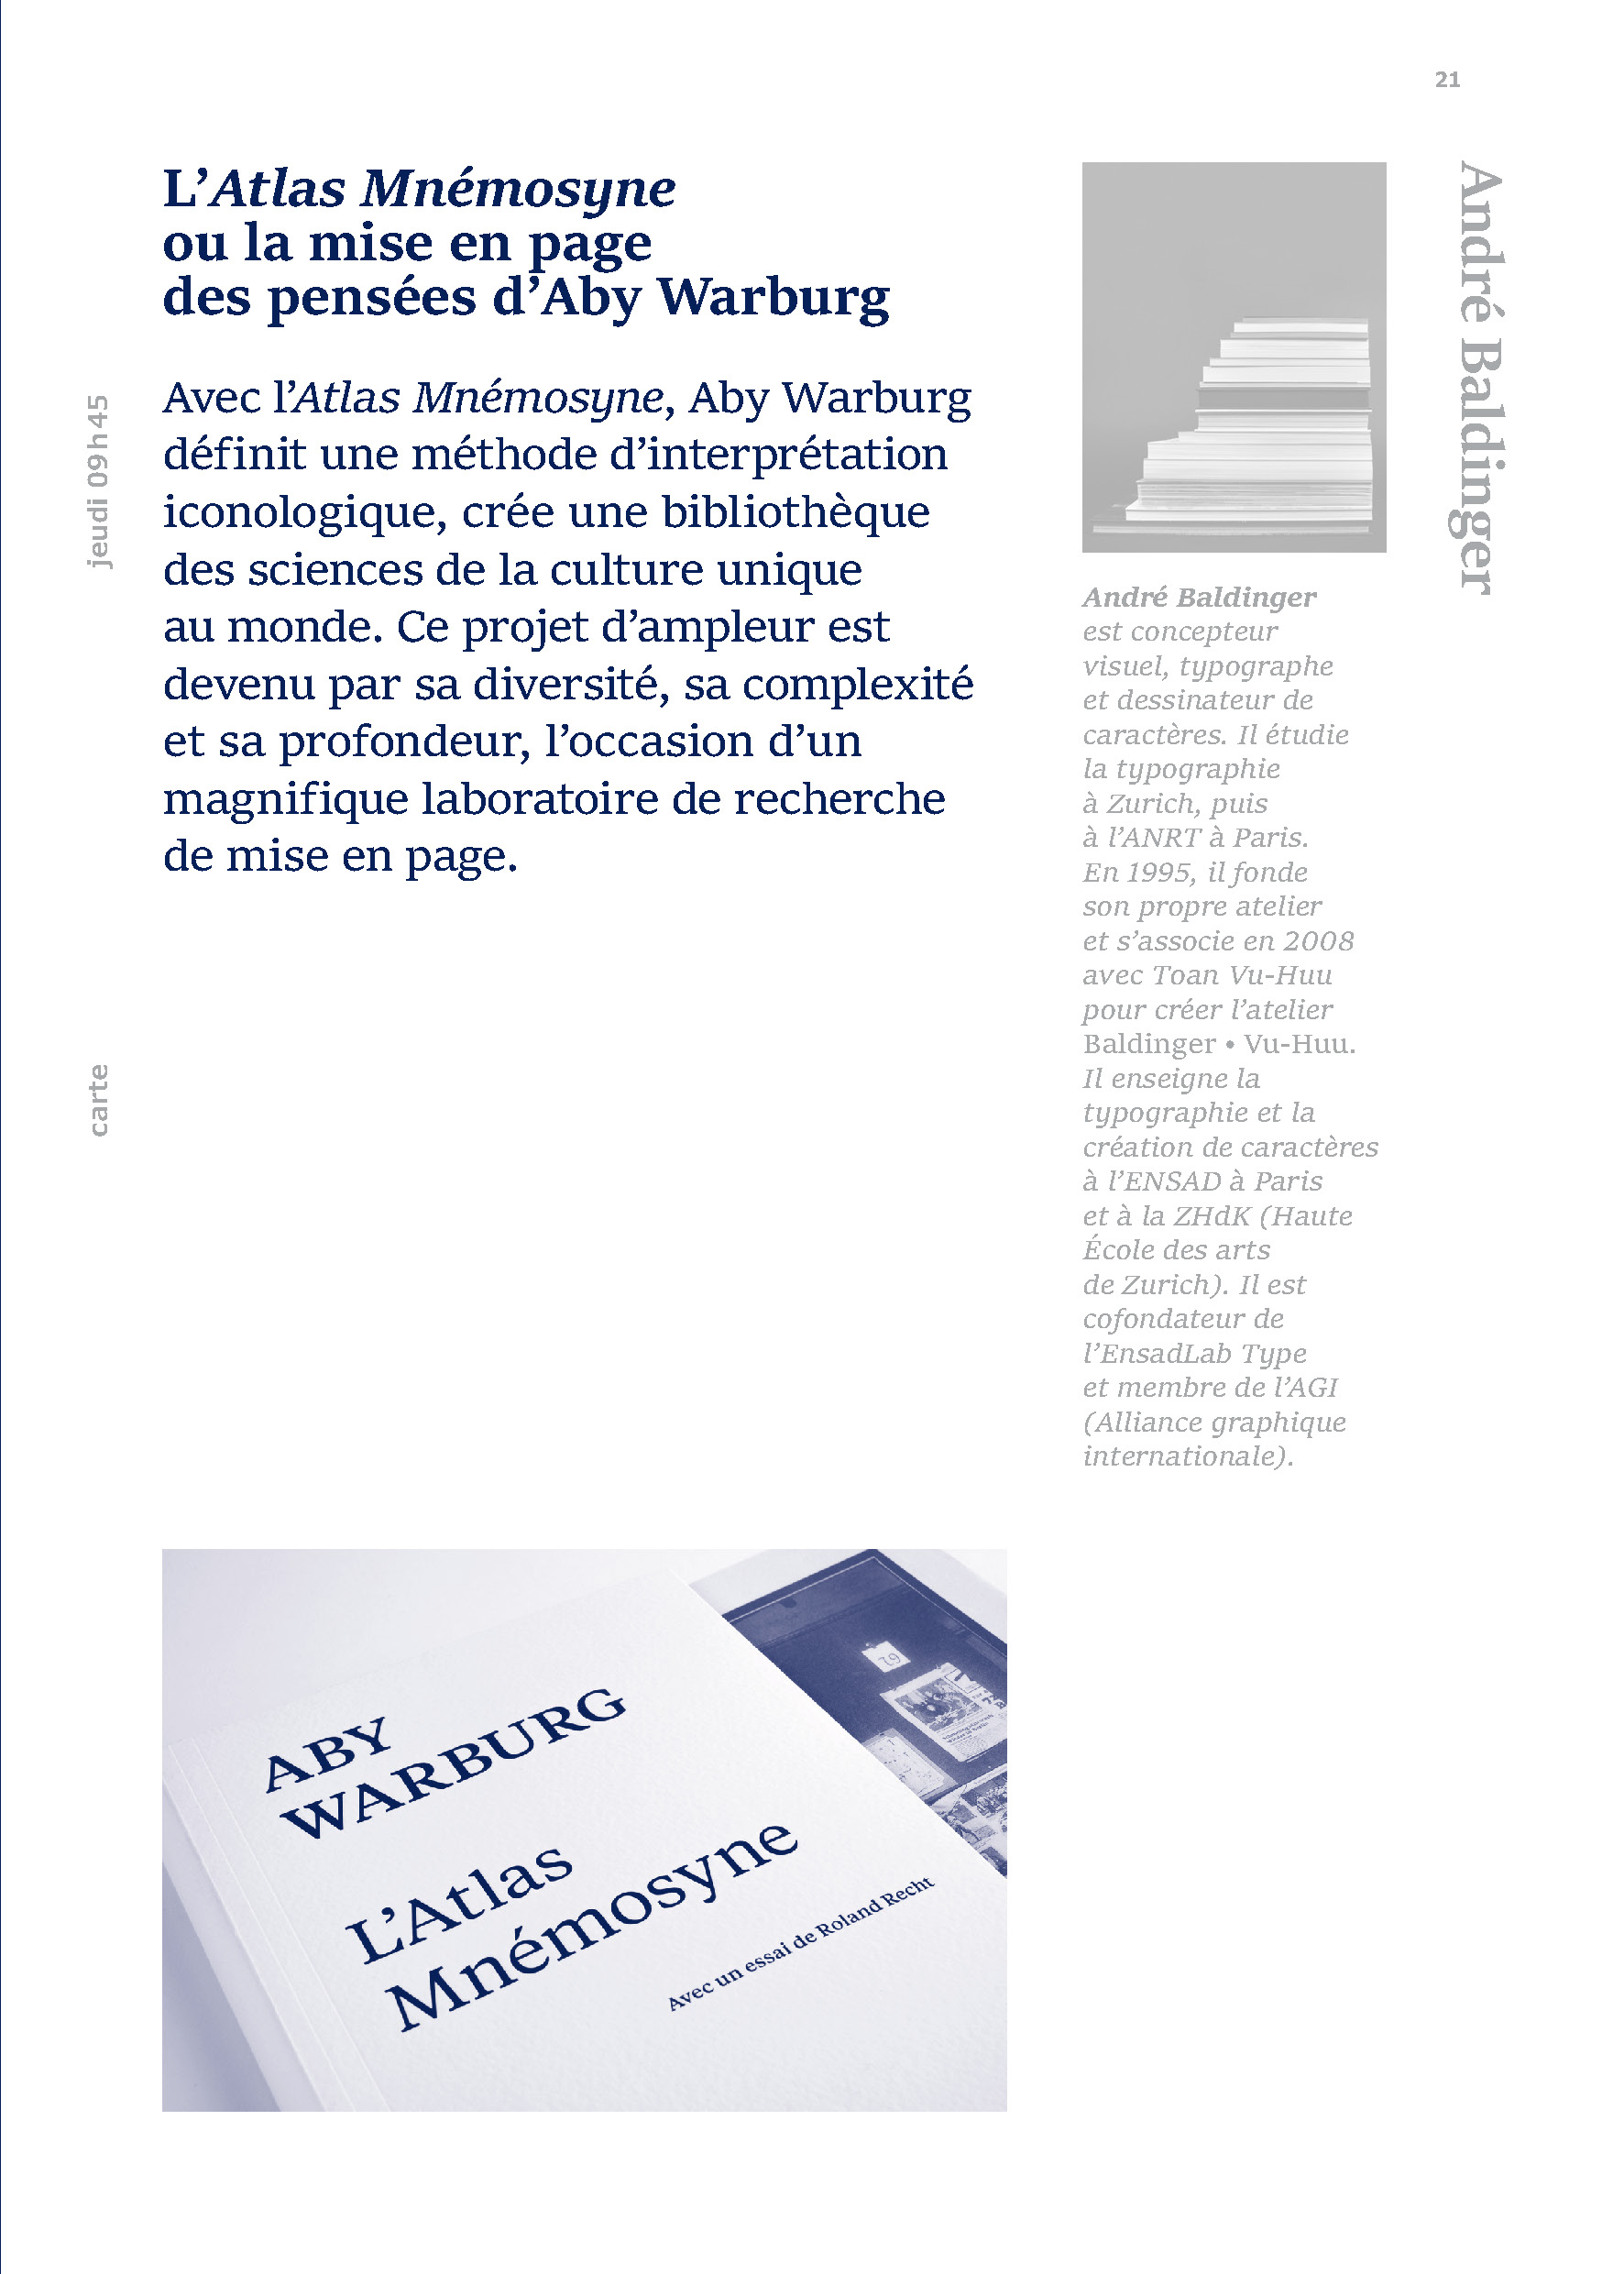 21
L’Atlas Mnémosyne
ou la mise en page
des pensées d’Aby Warburg
Avec l’Atlas Mnémosyne, Aby Warburg
définit une méthode d’interprétation
iconologique, crée une bibliothèque
des sciences de la culture unique
au monde. Ce projet d’ampleur est
devenu par sa diversité, sa complexité
et sa profondeur, l’occasion d’un
magnifique laboratoire de recherche
de mise en page.
jeudi 09h45
carte
André Baldinger
André Baldinger
est concepteur
visuel, typographe
et dessinateur de
caractères. Il étudie
la typographie
à Zurich, puis
à l’ANRT à Paris.
En 1995, il fonde
son propre atelier
et s’associe en 2008
avec Toan Vu-Huu
pour créer l’atelier
Baldinger • Vu-Huu.
Il enseigne la
typographie et la
création de caractères
à l’ENSAD à Paris
et à la ZHdK (Haute
École des arts
de Zurich). Il est
cofondateur de
l’EnsadLab Type
et membre de l’AGI
(Alliance graphique
internationale).
ABY
WARBURG
L’Atlas
Mnémosyne
Avec un essai de Roland Recht